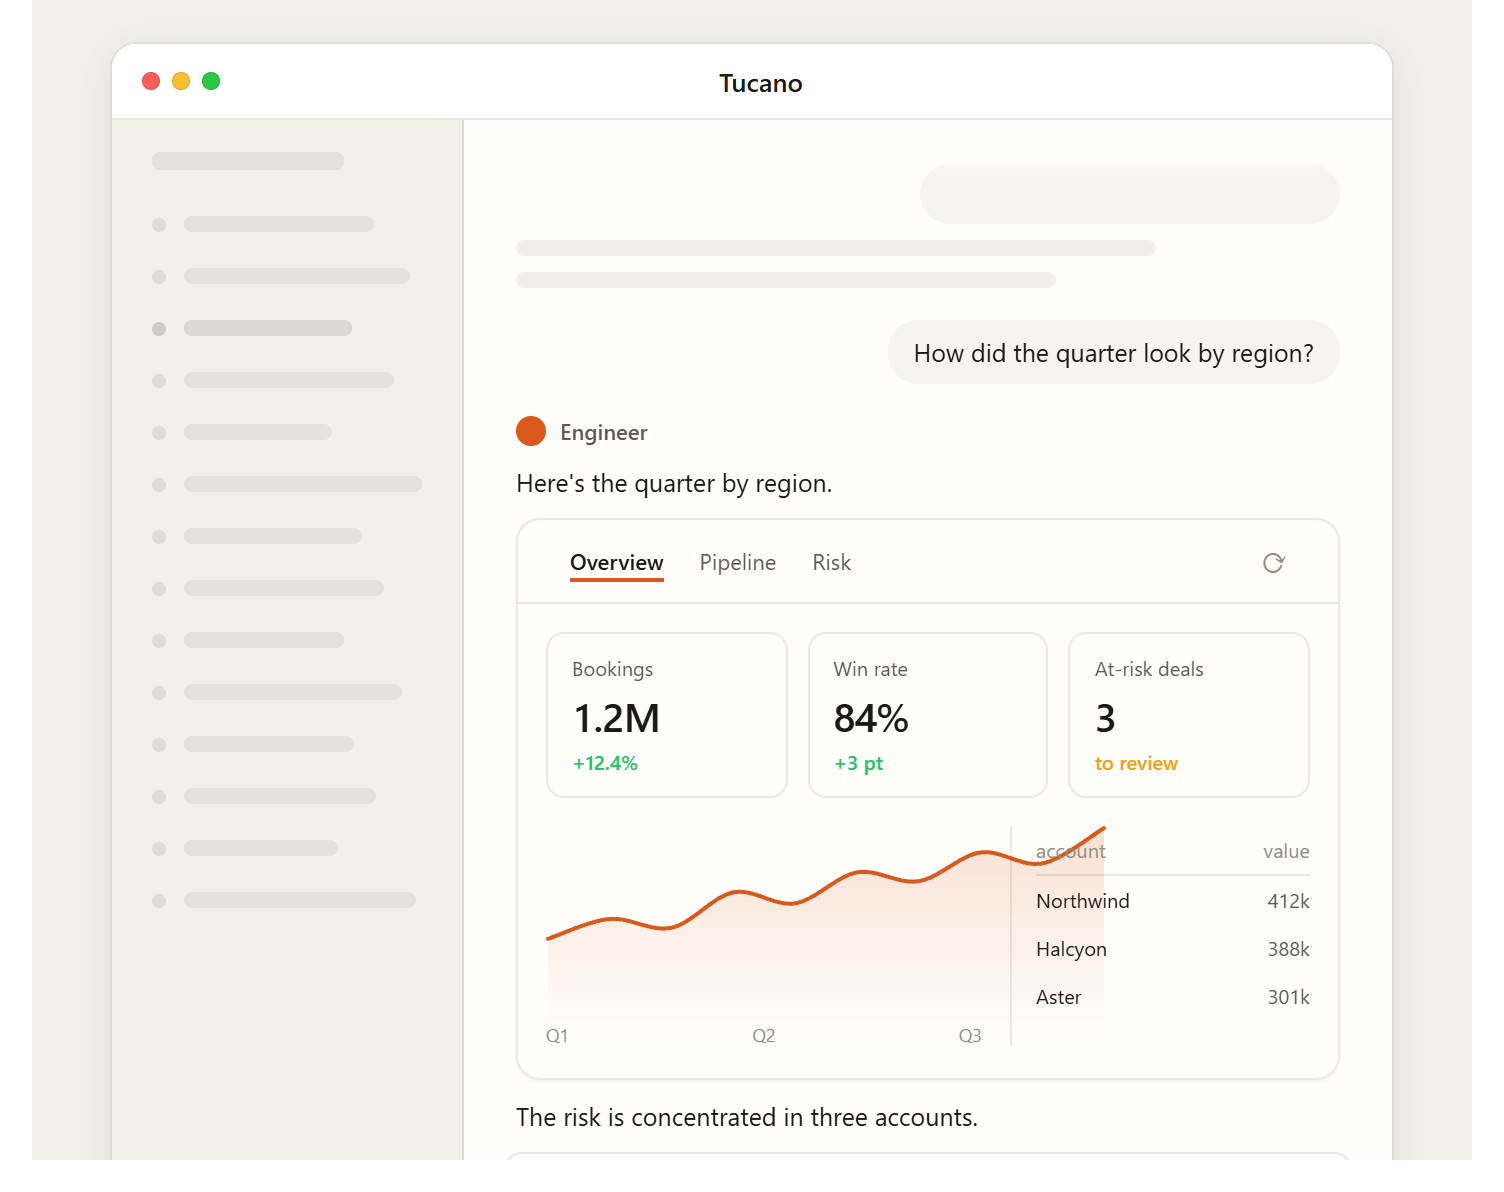 Tucano
How did the quarter look by region?
Engineer
Here's the quarter by region.
Overview Pipeline Risk
Bookings
1.2M
+12.4%
Win rate
84%
+3 pt
At-risk deals
3
to review
Q1 Q2 Q3
account value
Northwind 412k
Halcyon 388k
Aster 301k
The risk is concentrated in three accounts.